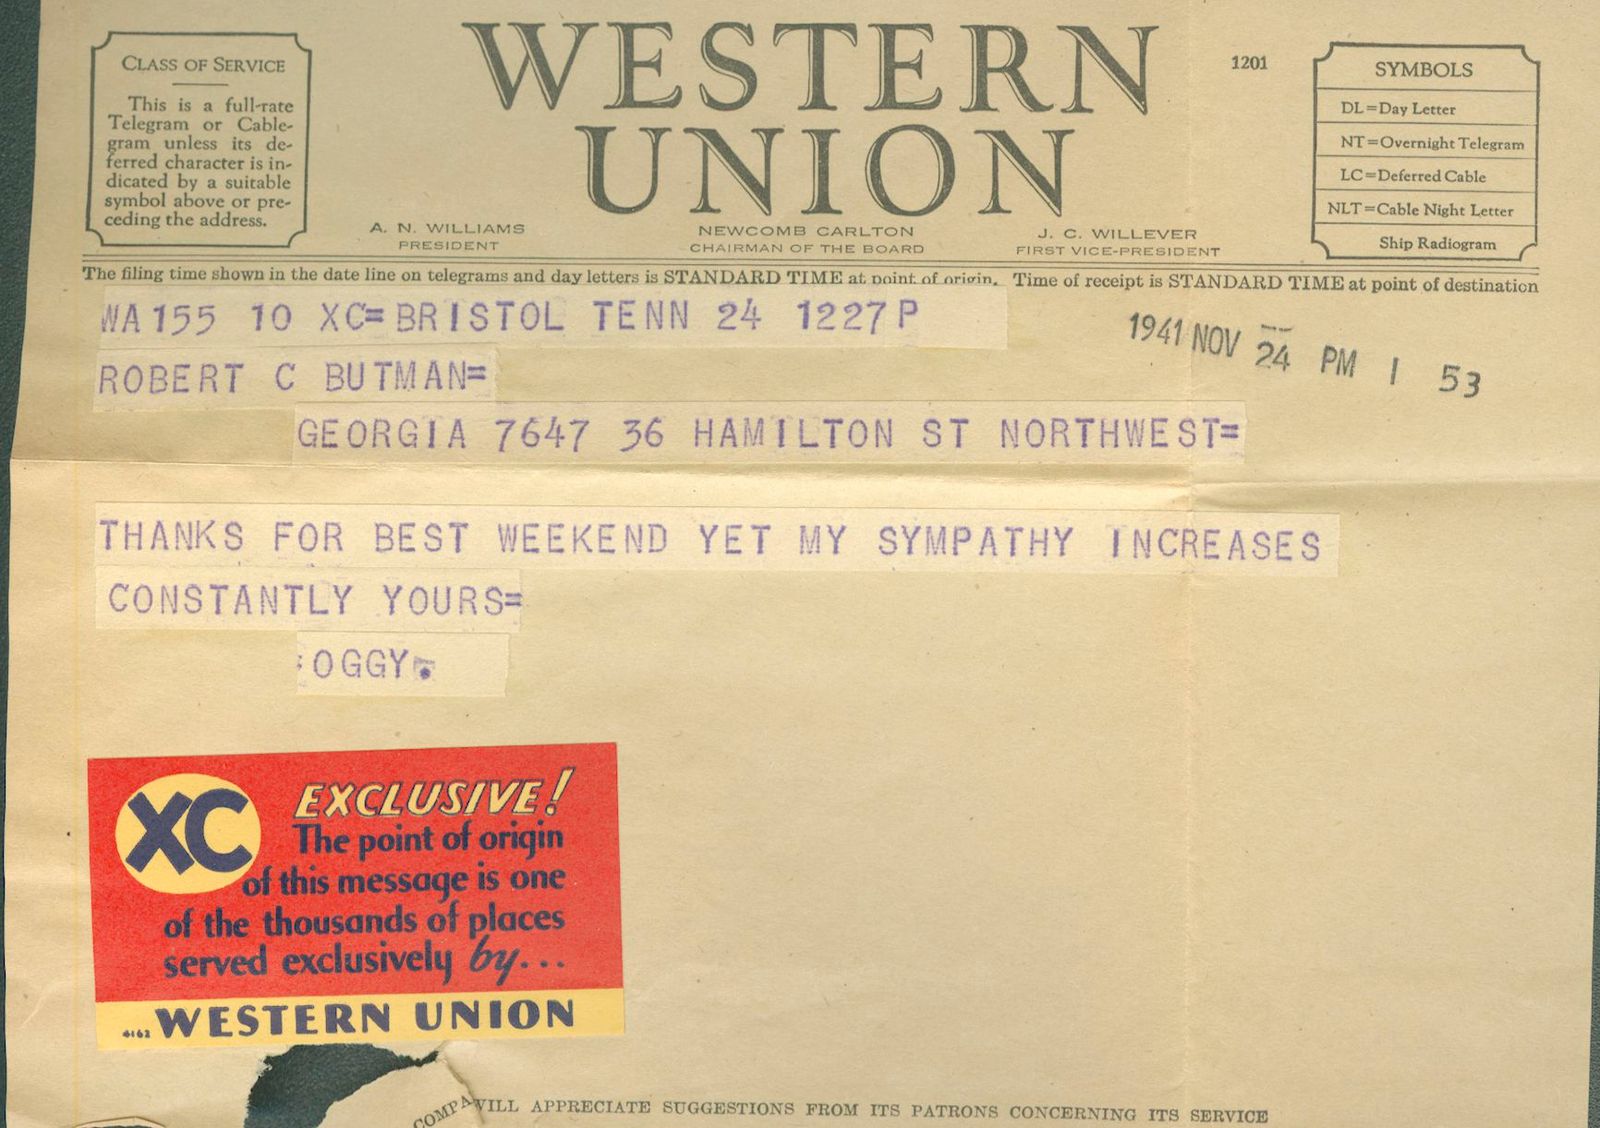 CLASS OF SERVICE
This is a full-rate
Telegram or Cable-
gram unless its de-
ferred character is in-
dicated by a suitable
symbol above or pre-
ceding the address.
WESTERN
UNION
1201
SYMBOLS
DL=Day Letter
NT=Overnight Telegram
LC=Deferred Cable
NLT=Cable Night Letter
Ship Radiogram
A. N. WILLIAMS
PRESIDENT
NEWCOMB CARLTON
CHAIRMAN OF THE BOARD
J. C. WILLEVER
FIRST VICE-PRESIDENT
The filing time shown in the date line on telegrams and day letters is STANDARD TIME at point of origin. Time of receipt is STANDARD TIME at point of destination
WA155 10 XC=BRISTOL TENN 24 1227P
1941 NOV 24 PM 1 53
ROBERT C BUTMAN=
GEORGIA 7647 36 HAMILTON ST NORTHWEST=
THANKS FOR BEST WEEKEND YET MY SYMPATHY INCREASES
CONSTANTLY YOURS=
OGGY.
XC EXCLUSIVE!
The point of origin
of this message is one
of the thousands of places
served exclusively by...
4162 WESTERN UNION
COMPA WILL APPRECIATE SUGGESTIONS FROM ITS PATRONS CONCERNING ITS SERVICE